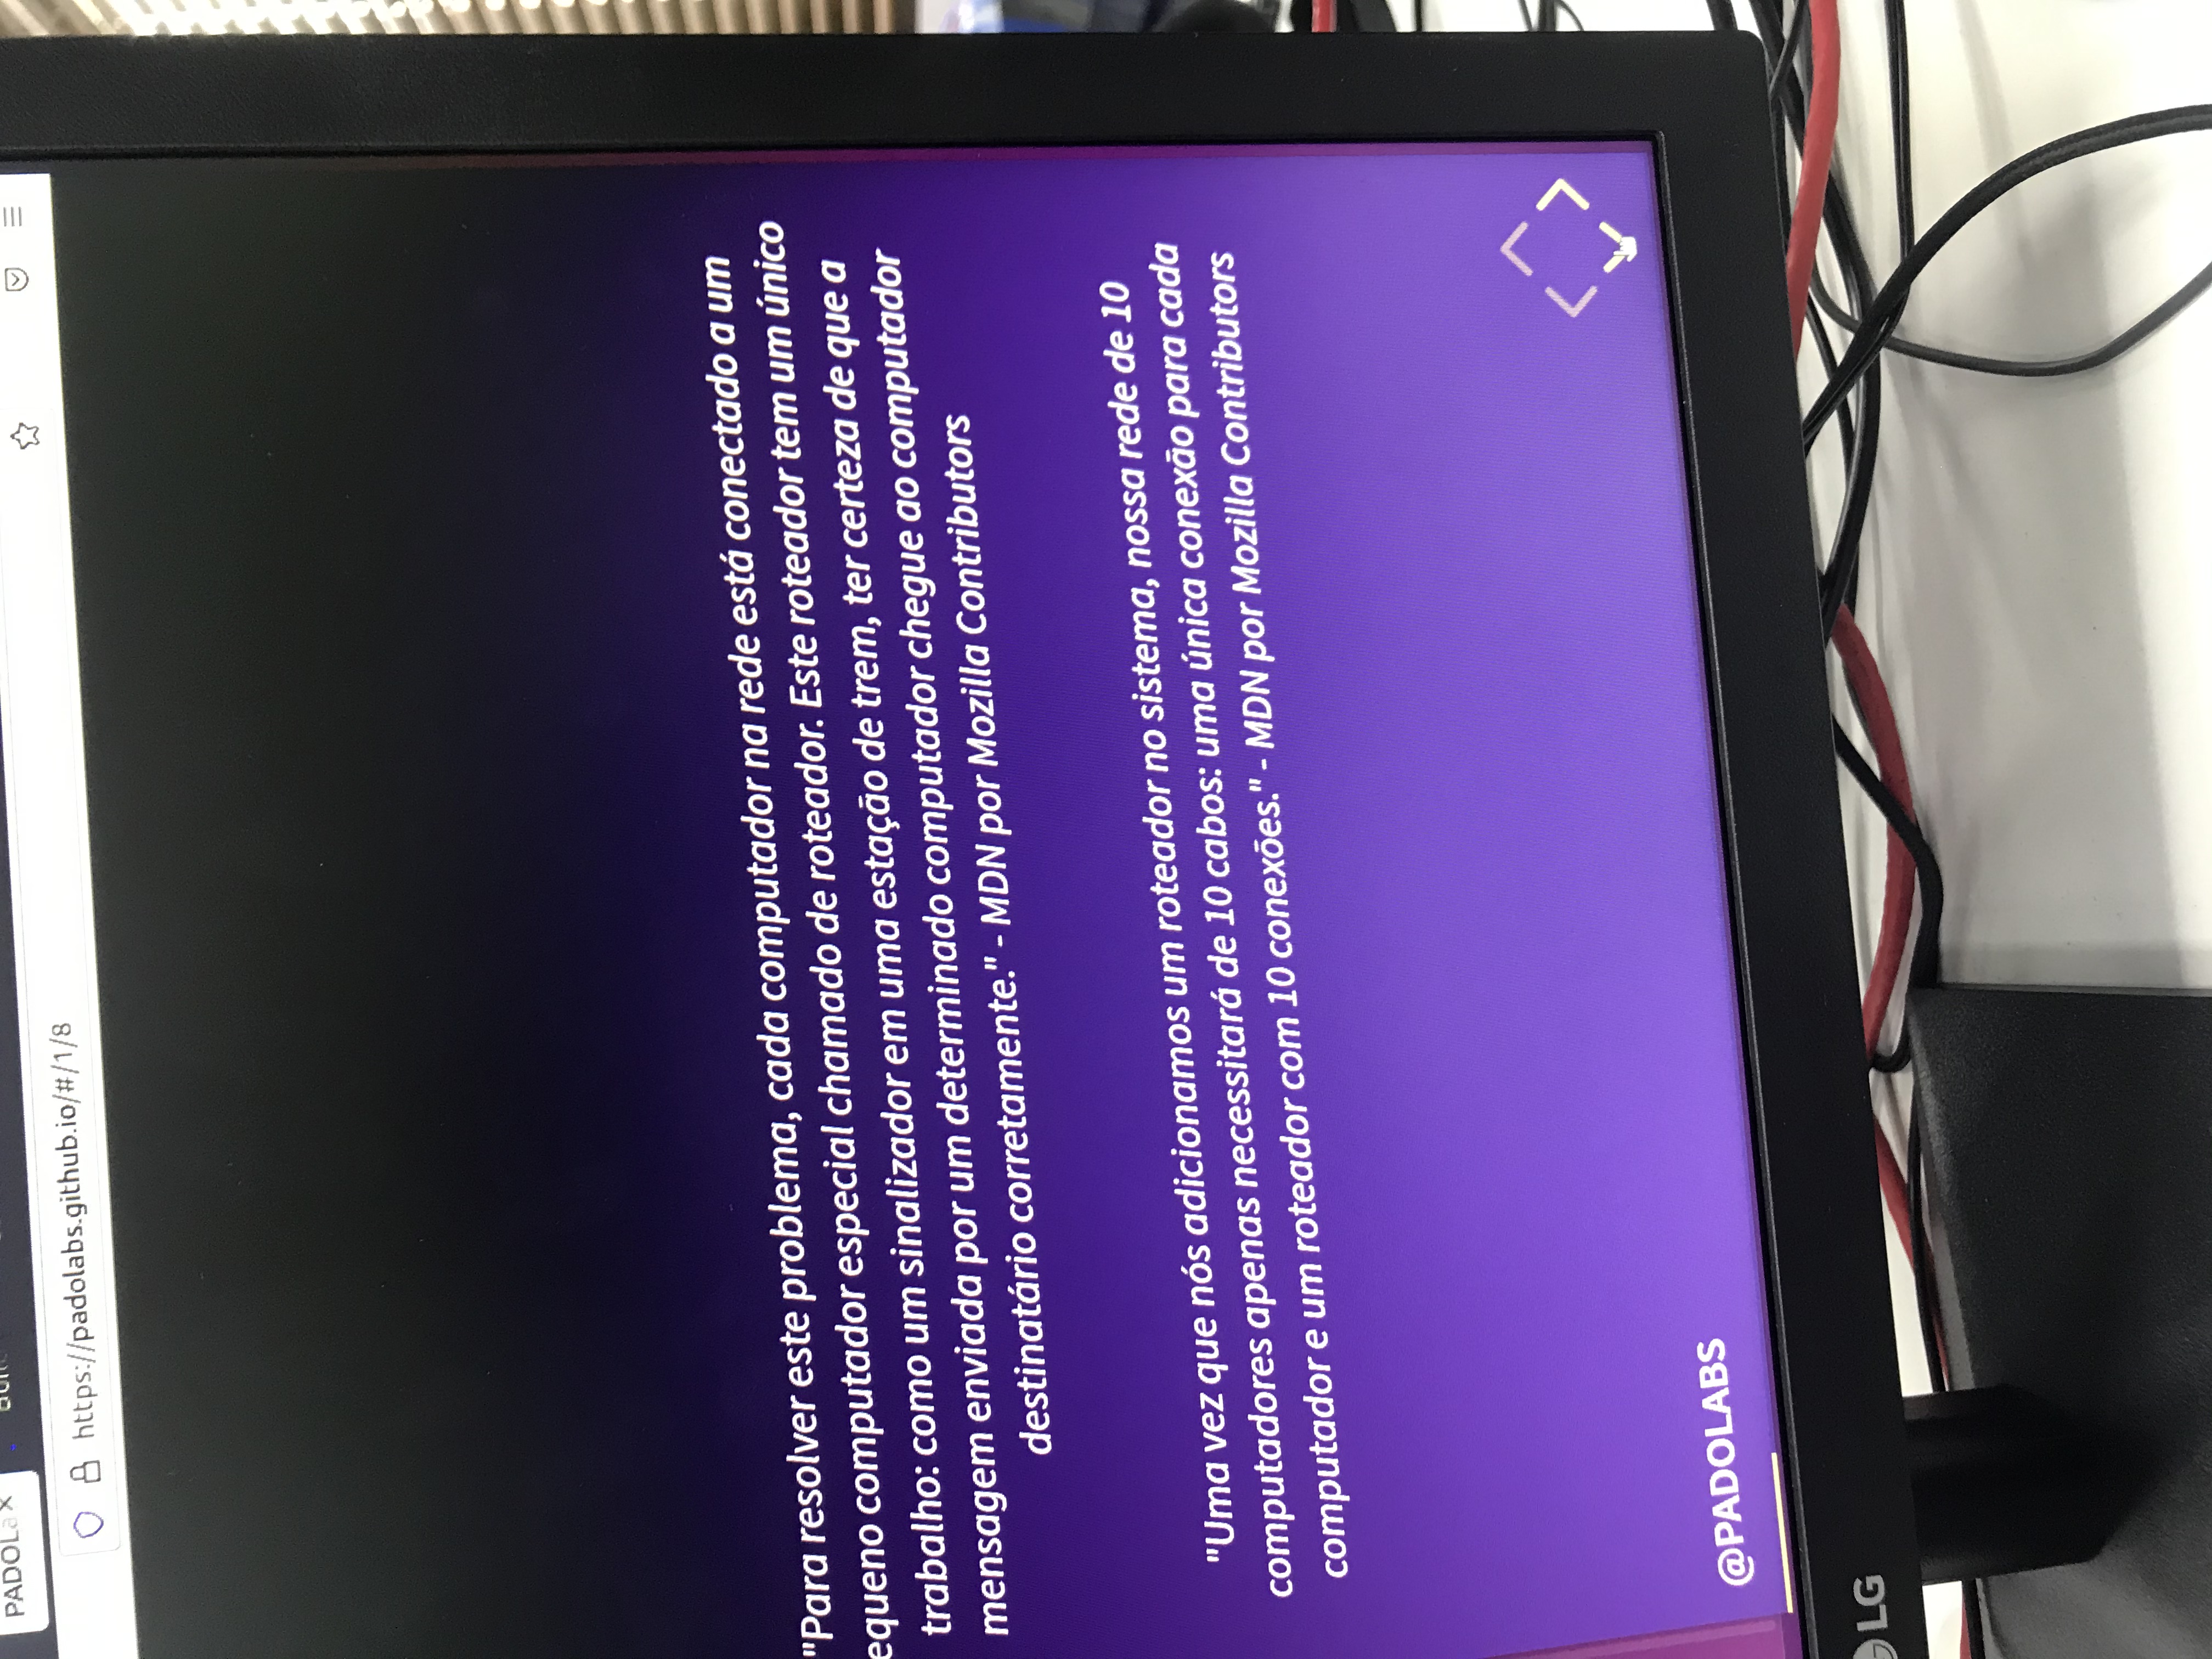 PADOLa ×
https://padolabs.github.io/#/1/8
"Para resolver este problema, cada computador na rede está conectado a um
equeno computador especial chamado de roteador. Este roteador tem um único
trabalho: como um sinalizador em uma estação de trem, ter certeza de que a
mensagem enviada por um determinado computador chegue ao computador
destinatário corretamente." - MDN por Mozilla Contributors
"Uma vez que nós adicionamos um roteador no sistema, nossa rede de 10
computadores apenas necessitará de 10 cabos: uma única conexão para cada
computador e um roteador com 10 conexões." - MDN por Mozilla Contributors
@PADOLABS
LG